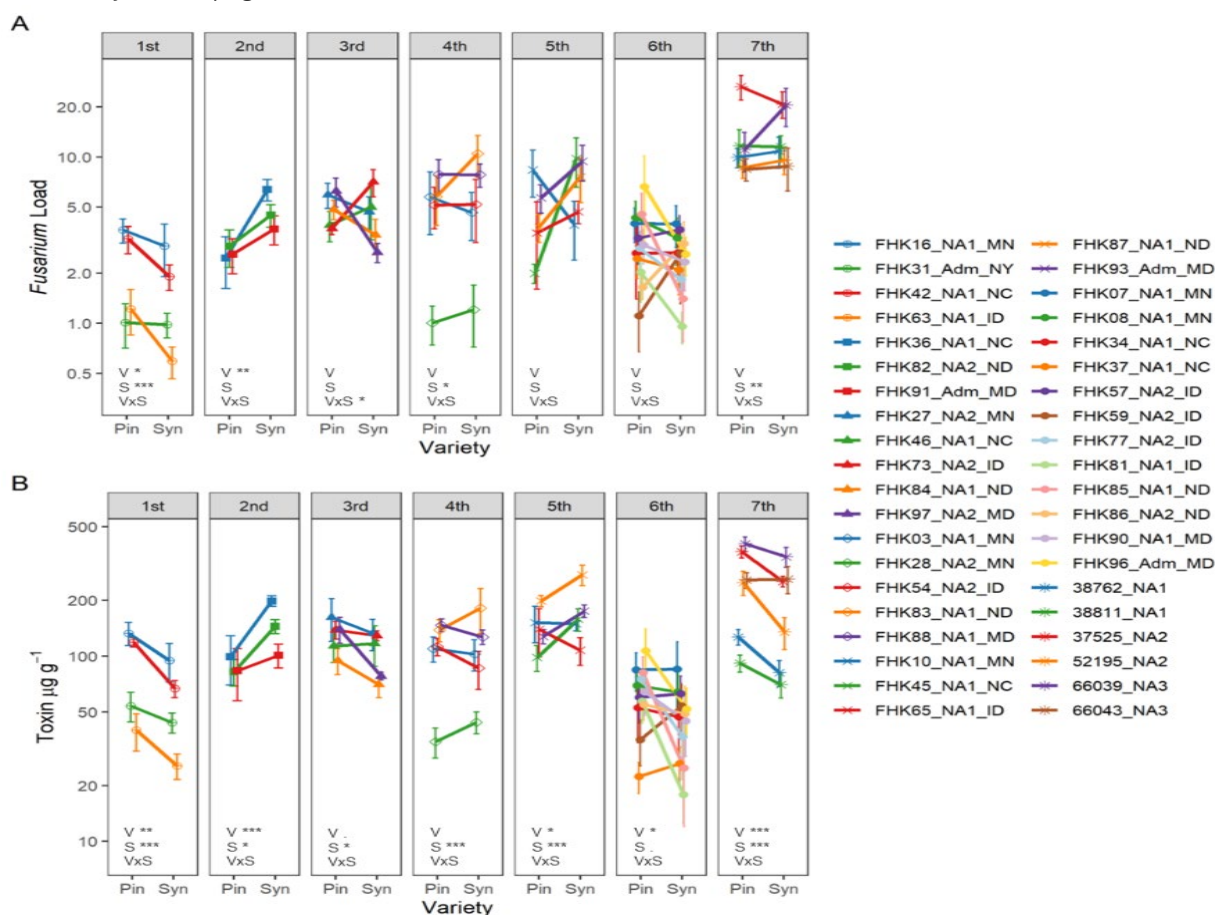 A
1st 2nd 3rd 4th 5th 6th 7th
Fusarium Load
20.0
10.0
5.0
2.0
1.0
0.5
V * V ** V V V V V
S *** S S S * S S S **
VxS VxS VxS * VxS VxS VxS VxS
Pin Syn Pin Syn Pin Syn Pin Syn Pin Syn Pin Syn Pin Syn
Variety
B
1st 2nd 3rd 4th 5th 6th 7th
Toxin µg g⁻¹
500
200
100
50
20
10
V ** V *** V . V V * V * V ***
S *** S * S * S *** S *** S . S ***
VxS VxS VxS VxS VxS VxS VxS
Pin Syn Pin Syn Pin Syn Pin Syn Pin Syn Pin Syn Pin Syn
Variety
FHK16_NA1_MN
FHK31_Adm_NY
FHK42_NA1_NC
FHK63_NA1_ID
FHK36_NA1_NC
FHK82_NA2_ND
FHK91_Adm_MD
FHK27_NA2_MN
FHK46_NA1_NC
FHK73_NA2_ID
FHK84_NA1_ND
FHK97_NA2_MD
FHK03_NA1_MN
FHK28_NA2_MN
FHK54_NA2_ID
FHK83_NA1_ND
FHK88_NA1_MD
FHK10_NA1_MN
FHK45_NA1_NC
FHK65_NA1_ID
FHK87_NA1_ND
FHK93_Adm_MD
FHK07_NA1_MN
FHK08_NA1_MN
FHK34_NA1_NC
FHK37_NA1_NC
FHK57_NA2_ID
FHK59_NA2_ID
FHK77_NA2_ID
FHK81_NA1_ID
FHK85_NA1_ND
FHK86_NA2_ND
FHK90_NA1_MD
FHK96_Adm_MD
38762_NA1
38811_NA1
37525_NA2
52195_NA2
66039_NA3
66043_NA3